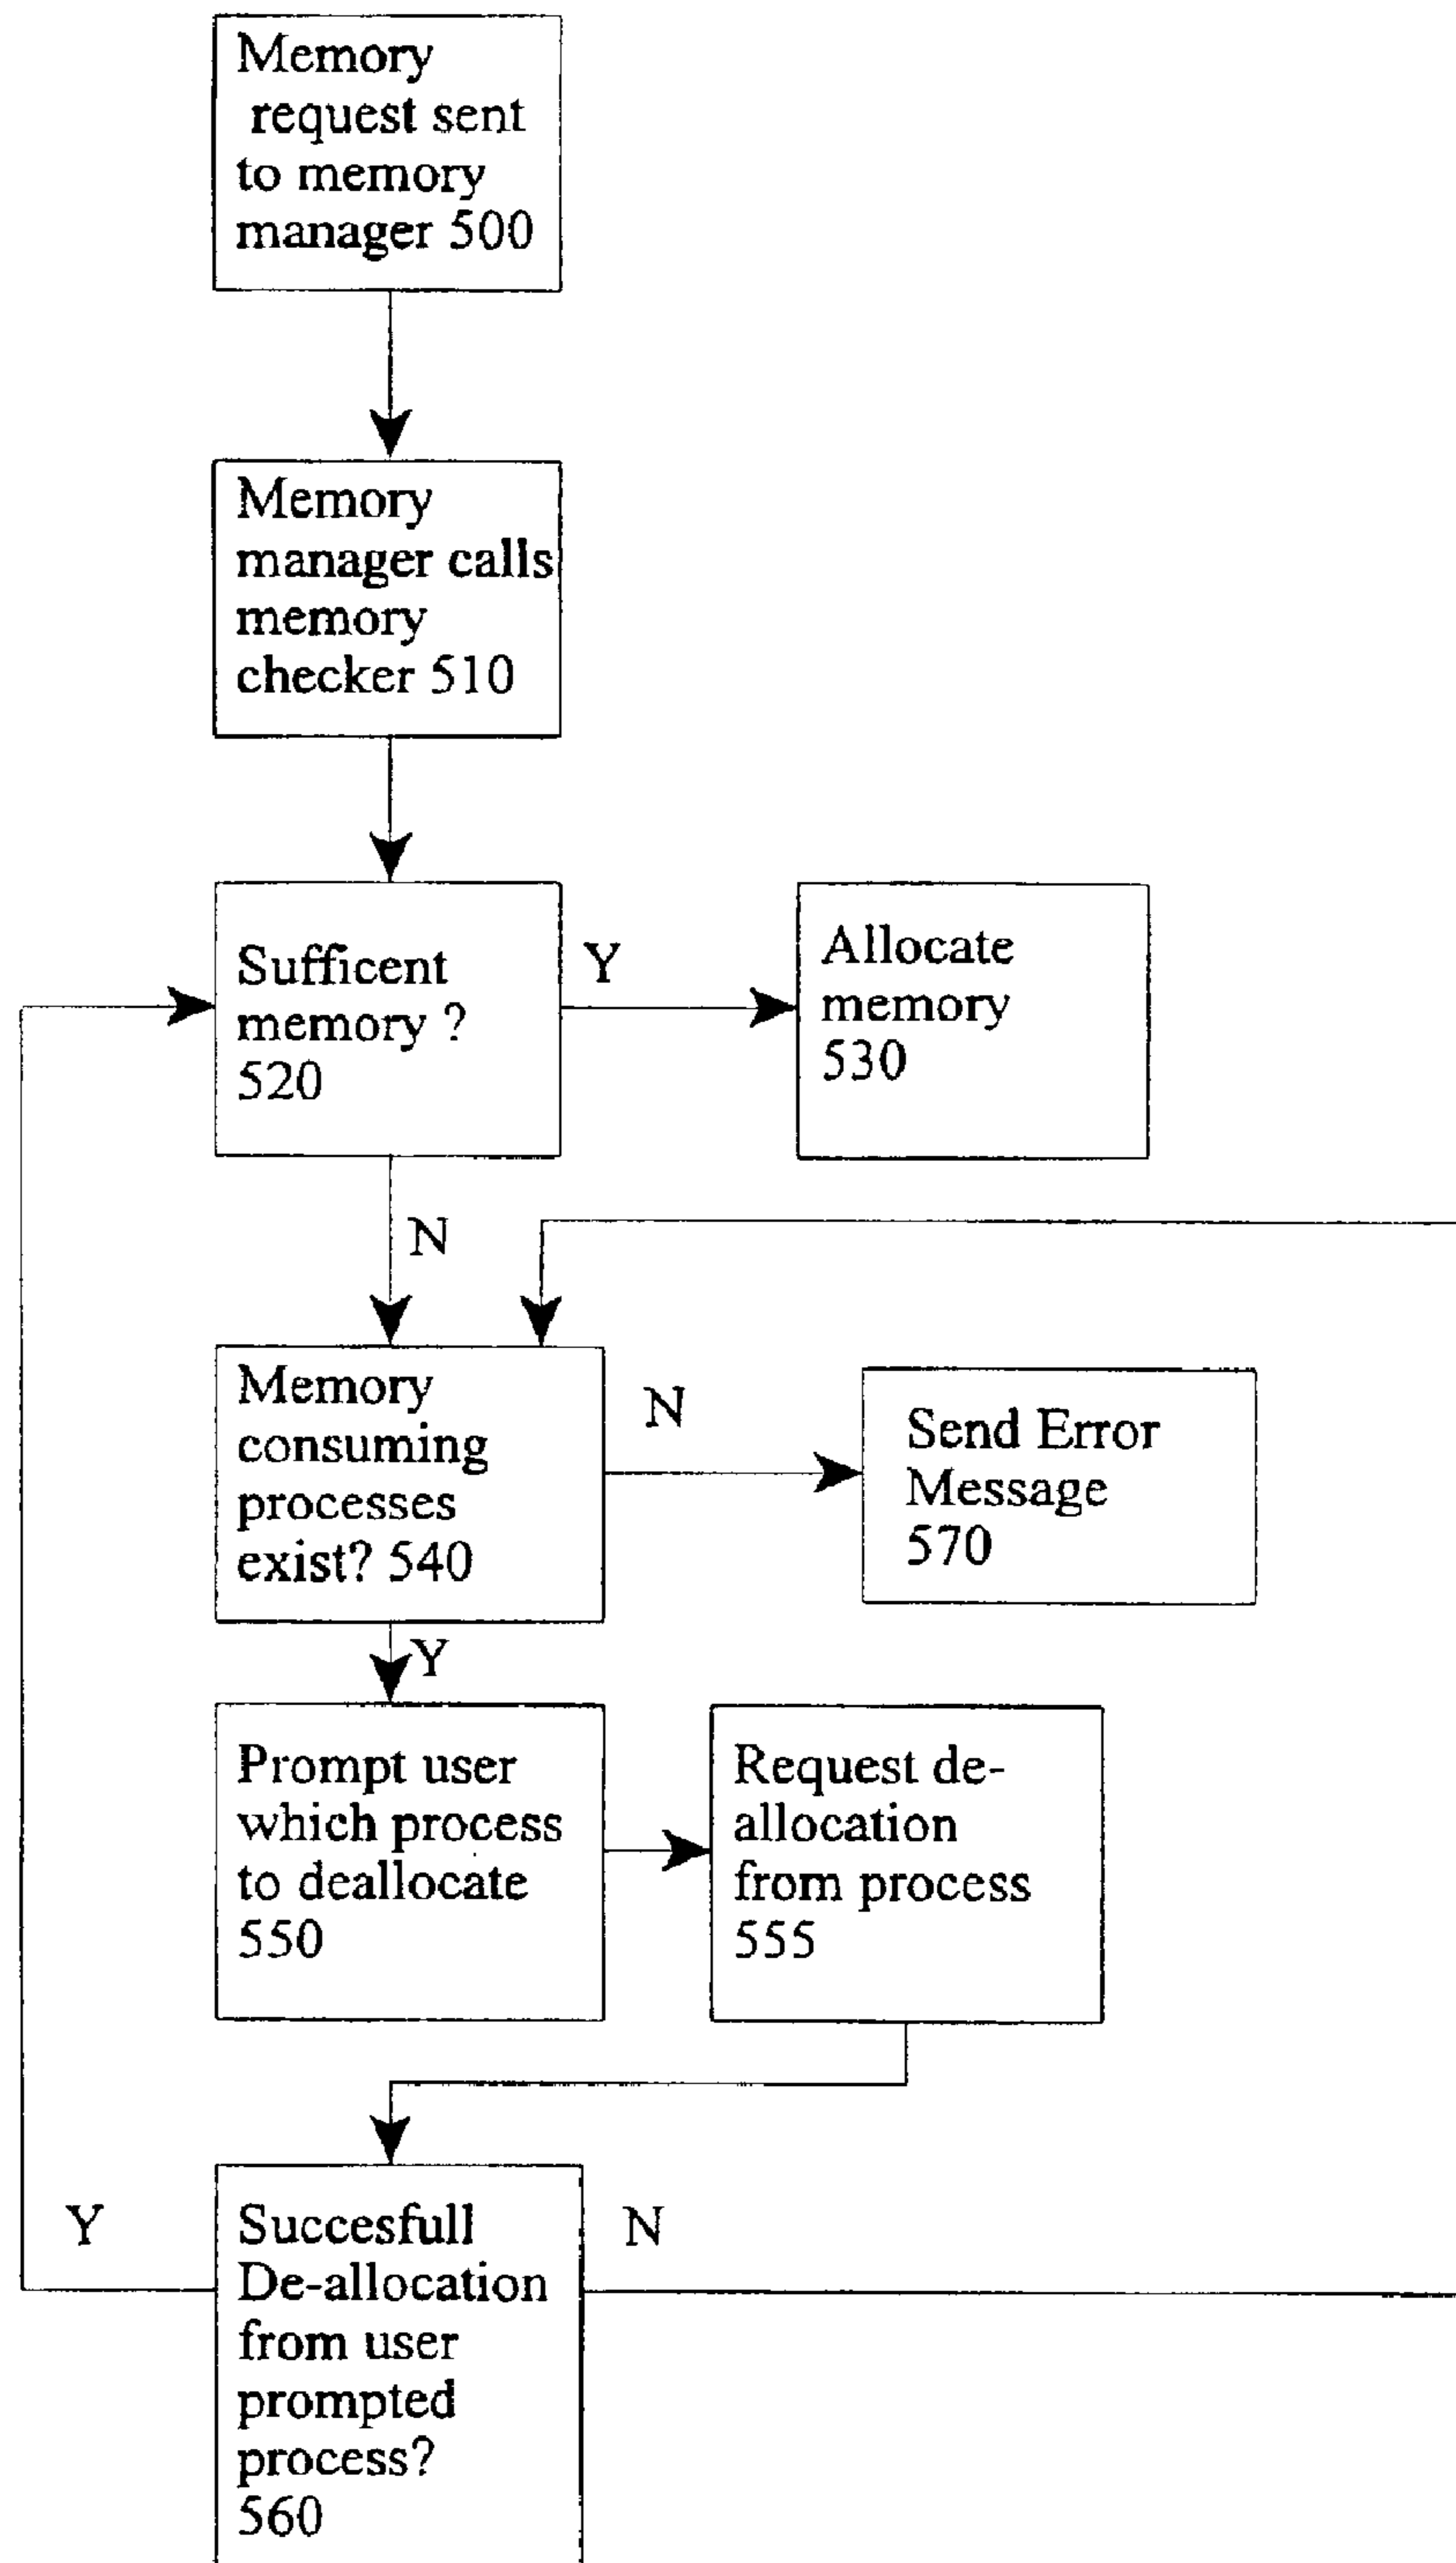 Memory
request sent
to memory
manager 500
Memory
manager calls
memory
checker 510
Sufficent
memory ?
520
Y
Allocate
memory
530
N
Memory
consuming
processes
exist? 540
N
Send Error
Message
570
Y
Prompt user
which process
to deallocate
550
Request de-
allocation
from process
555
Y
Succesfull
De-allocation
from user
prompted
process?
560
N